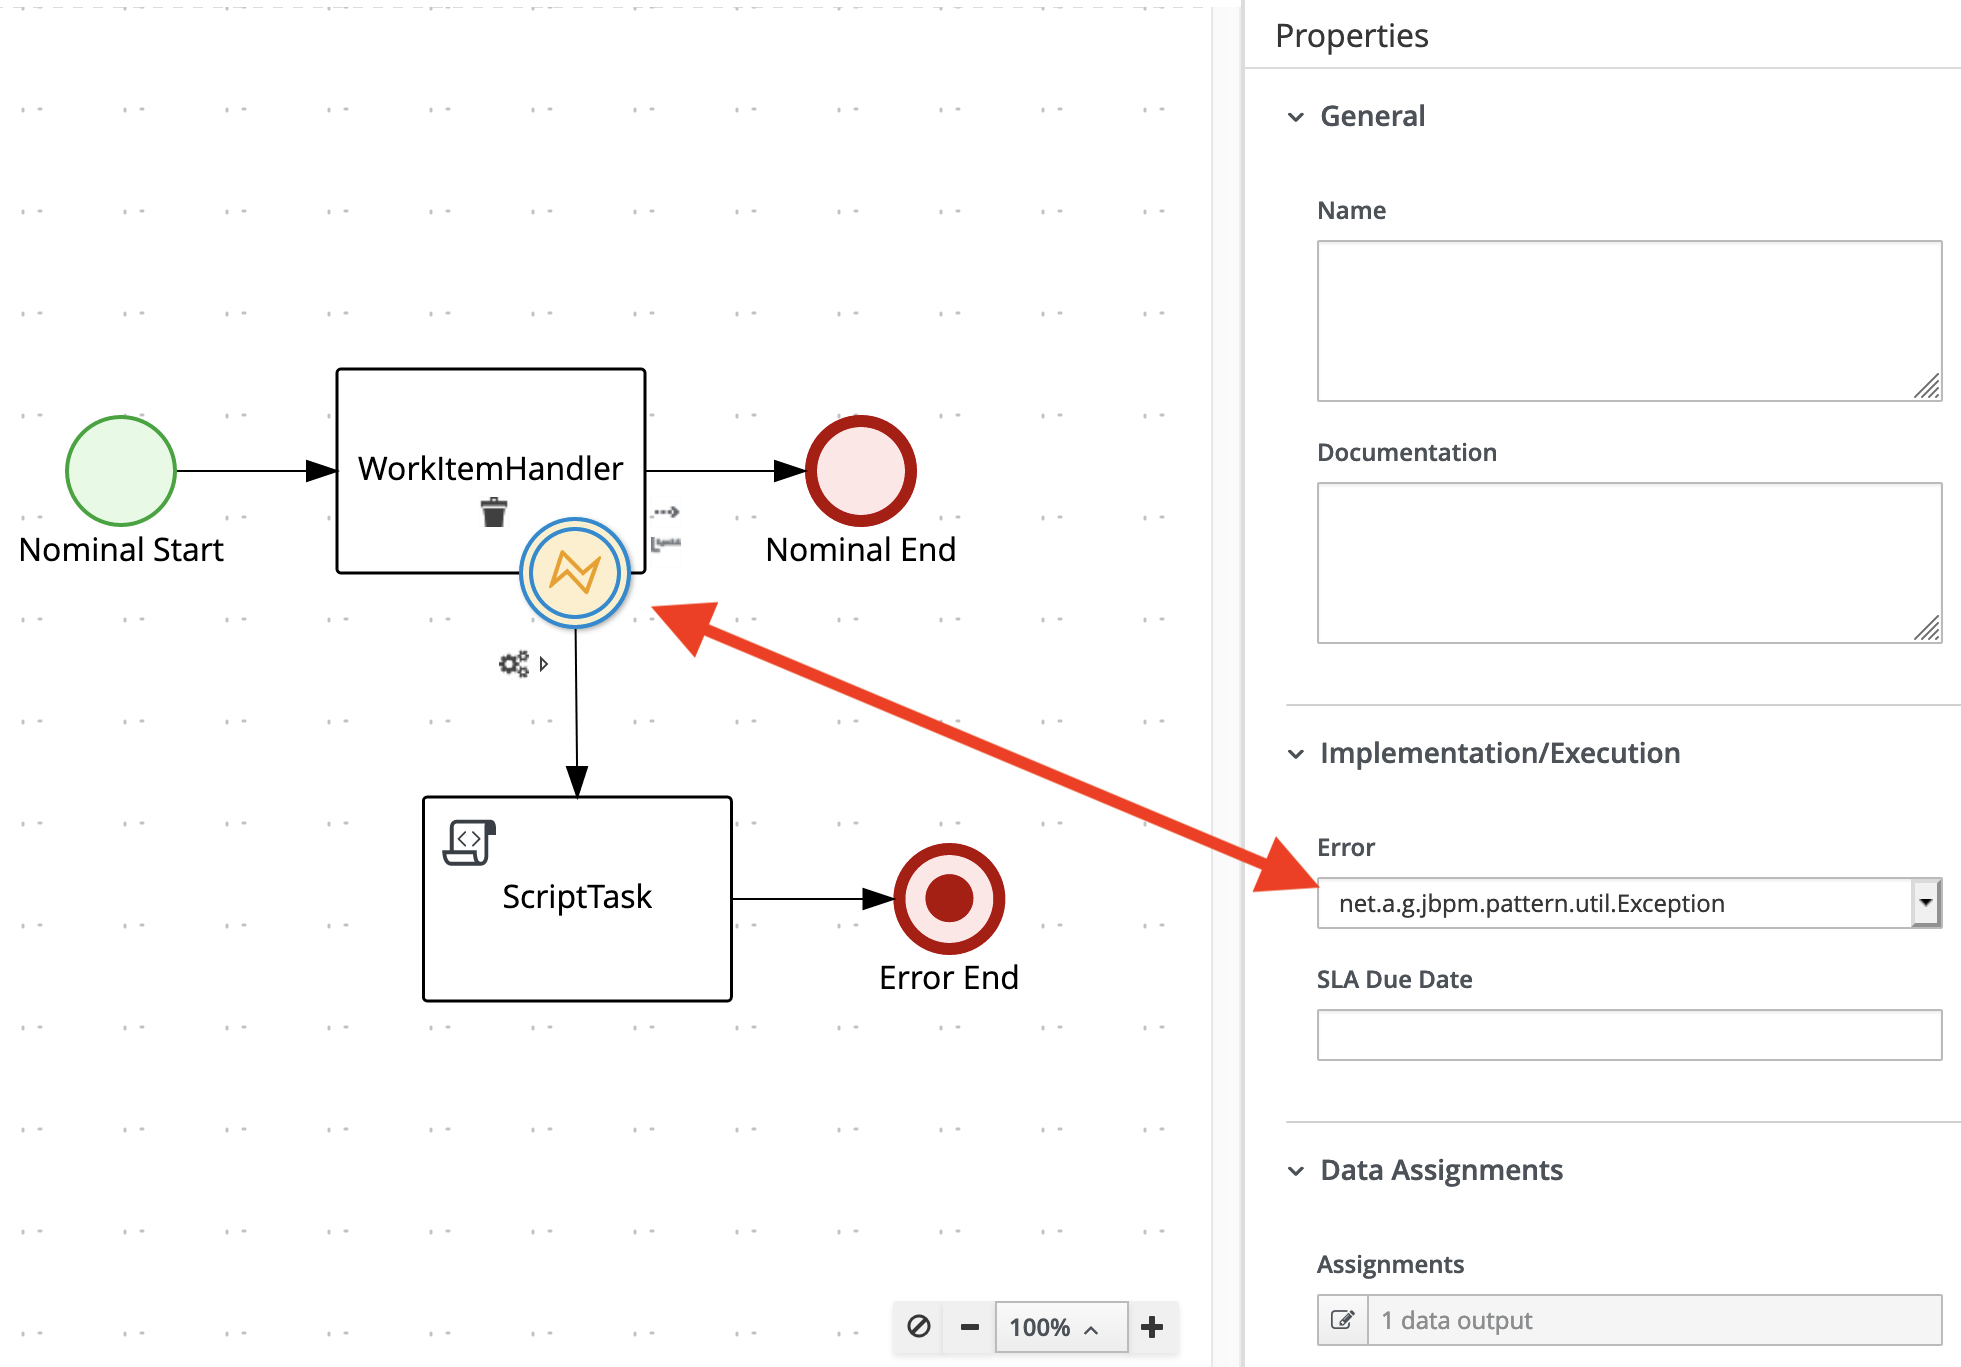 Properties
General
Name
Documentation
Implementation/Execution
Error
net.a.g.jbpm.pattern.util.Exception
SLA Due Date
Data Assignments
Assignments
1 data output
WorkItemHandler
Nominal Start
Nominal End
ScriptTask
Error End
100%